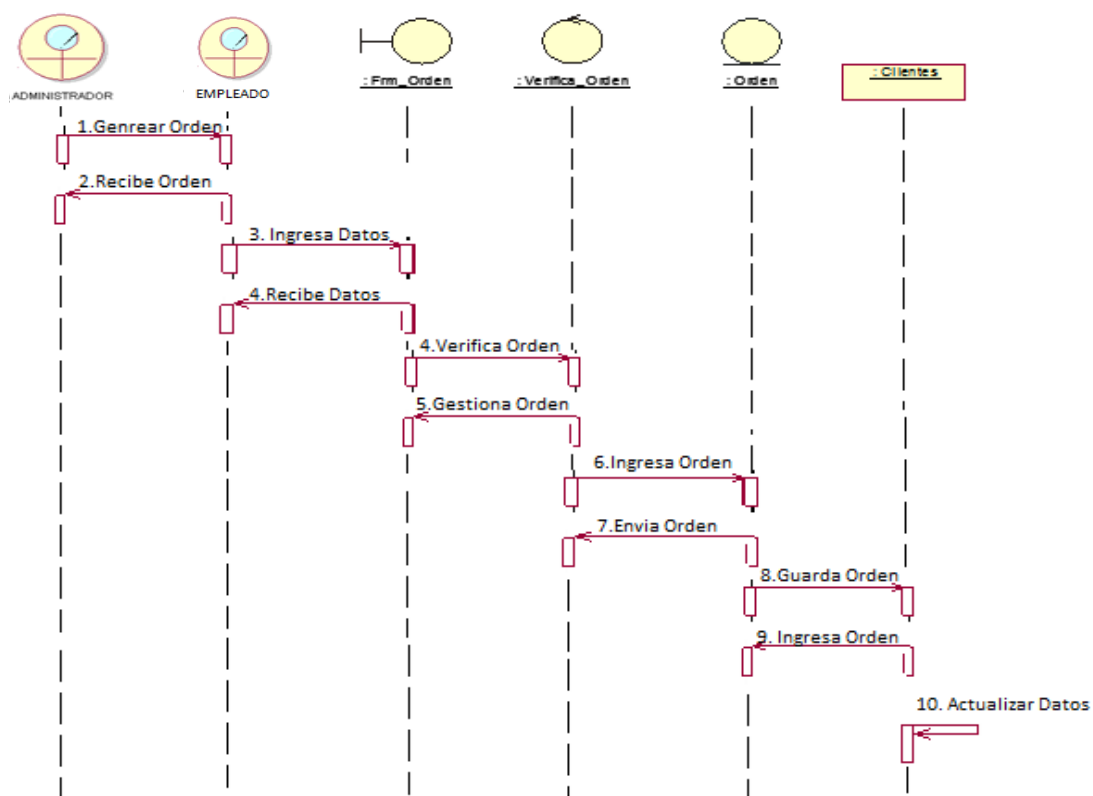 ADMINISTRADOR
EMPLEADO
: Frm_Orden
: Verifica_Orden
: Orden
: Clientes
1.Genrear Orden
2.Recibe Orden
3. Ingresa Datos
4.Recibe Datos
4.Verifica Orden
5.Gestiona Orden
6.Ingresa Orden
7.Envia Orden
8.Guarda Orden
9. Ingresa Orden
10. Actualizar Datos